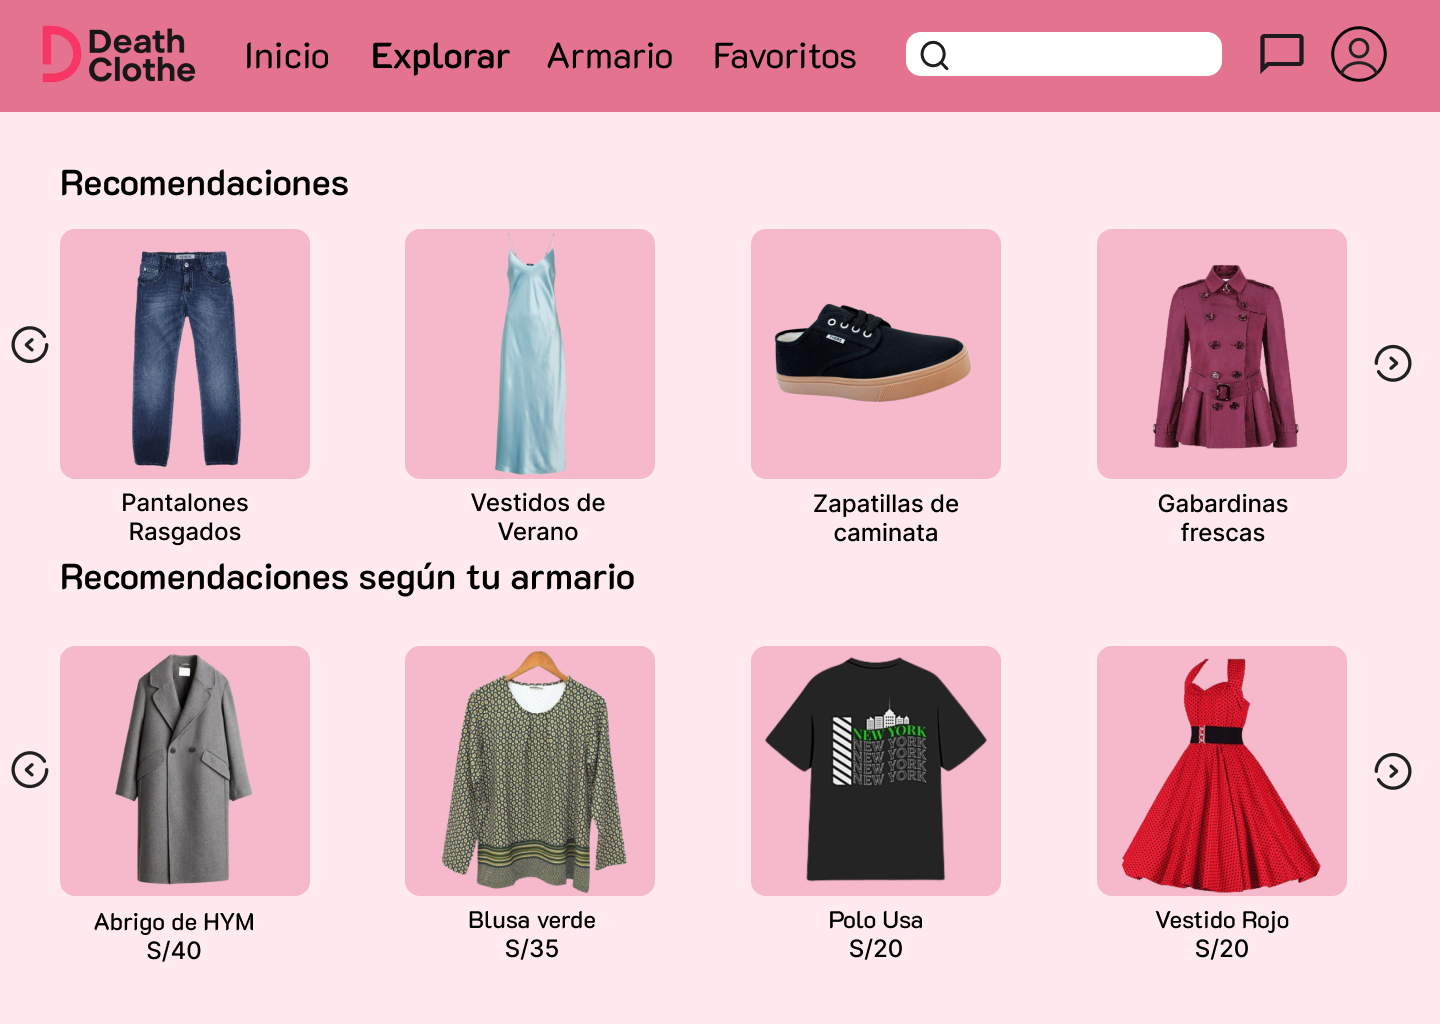 Death
Clothe
Inicio
Explorar
Armario
Favoritos
Recomendaciones
Pantalones
Rasgados
Vestidos de
Verano
Zapatillas de
caminata
Gabardinas
frescas
Recomendaciones según tu armario
NEW YORK
NEW YORK
NEW YORK
NEW YORK
NEW YORK
Abrigo de HYM
S/40
Blusa verde
S/35
Polo Usa
S/20
Vestido Rojo
S/20